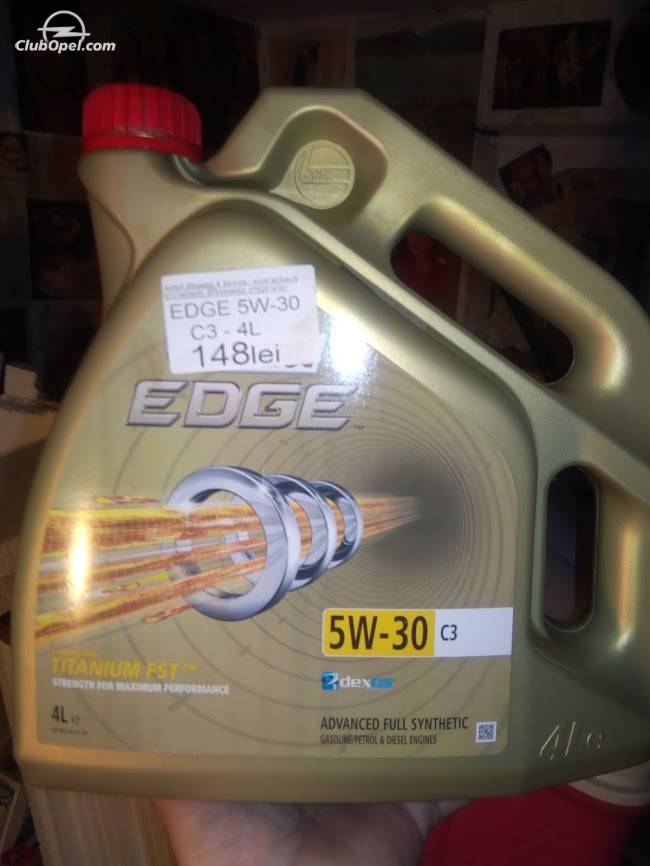 ClubOpel.com
EDGE 5W-30
C3 - 4L
148lei
EDGE
5W-30 C3
TITANIUM FST™
STRENGTH FOR MAXIMUM PERFORMANCE
dexos
4L e
ADVANCED FULL SYNTHETIC
GASOLINE/PETROL & DIESEL ENGINES
4L e